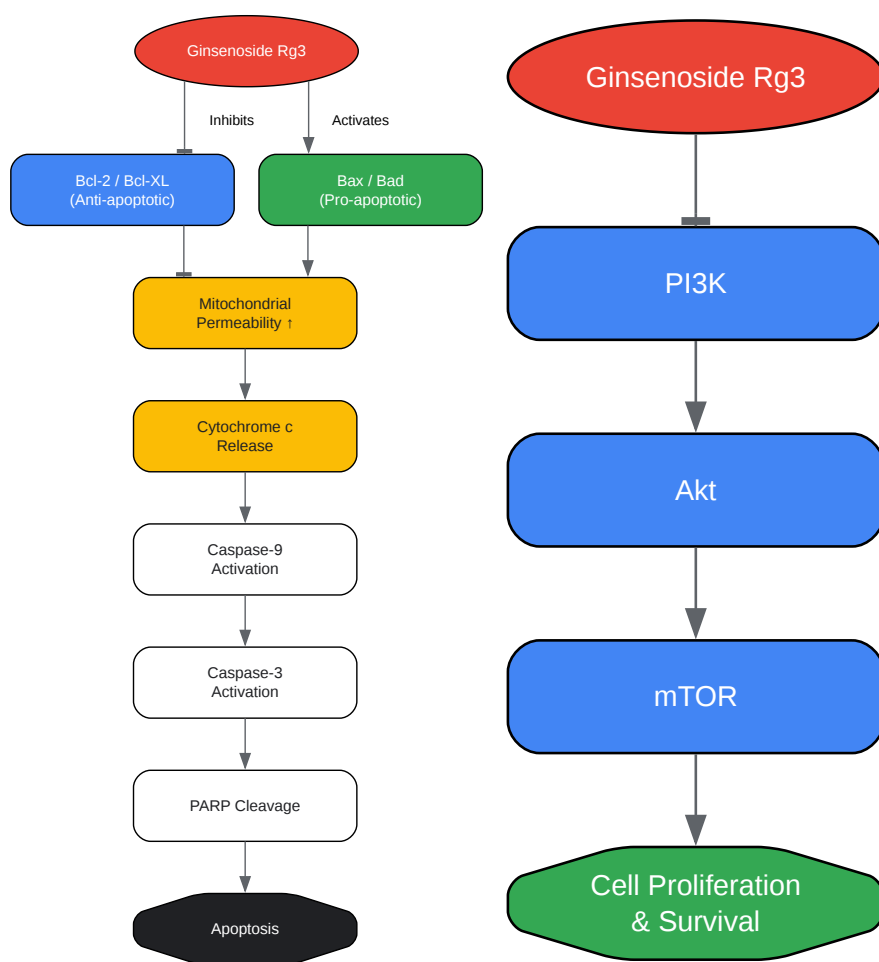 Ginsenoside Rg3
Inhibits
Activates
Bcl-2 / Bcl-XL
(Anti-apoptotic)
Bax / Bad
(Pro-apoptotic)
Mitochondrial
Permeability ↑
Cytochrome c
Release
Caspase-9
Activation
Caspase-3
Activation
PARP Cleavage
Apoptosis
Ginsenoside Rg3
PI3K
Akt
mTOR
Cell Proliferation
& Survival